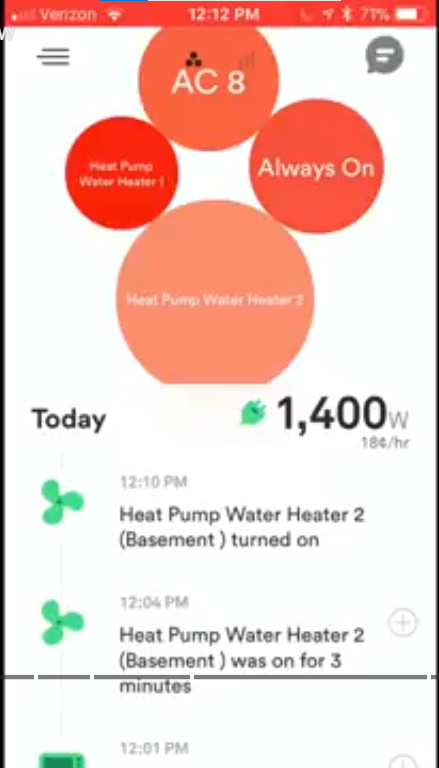 Verizon 12:12 PM 71%
AC 8
Heat Pump
Water Heater 1
Always On
Heat Pump Water Heater 2
Today
1,400W
18¢/hr
12:10 PM
Heat Pump Water Heater 2
(Basement ) turned on
12:04 PM
Heat Pump Water Heater 2
(Basement ) was on for 3
minutes
12:01 PM